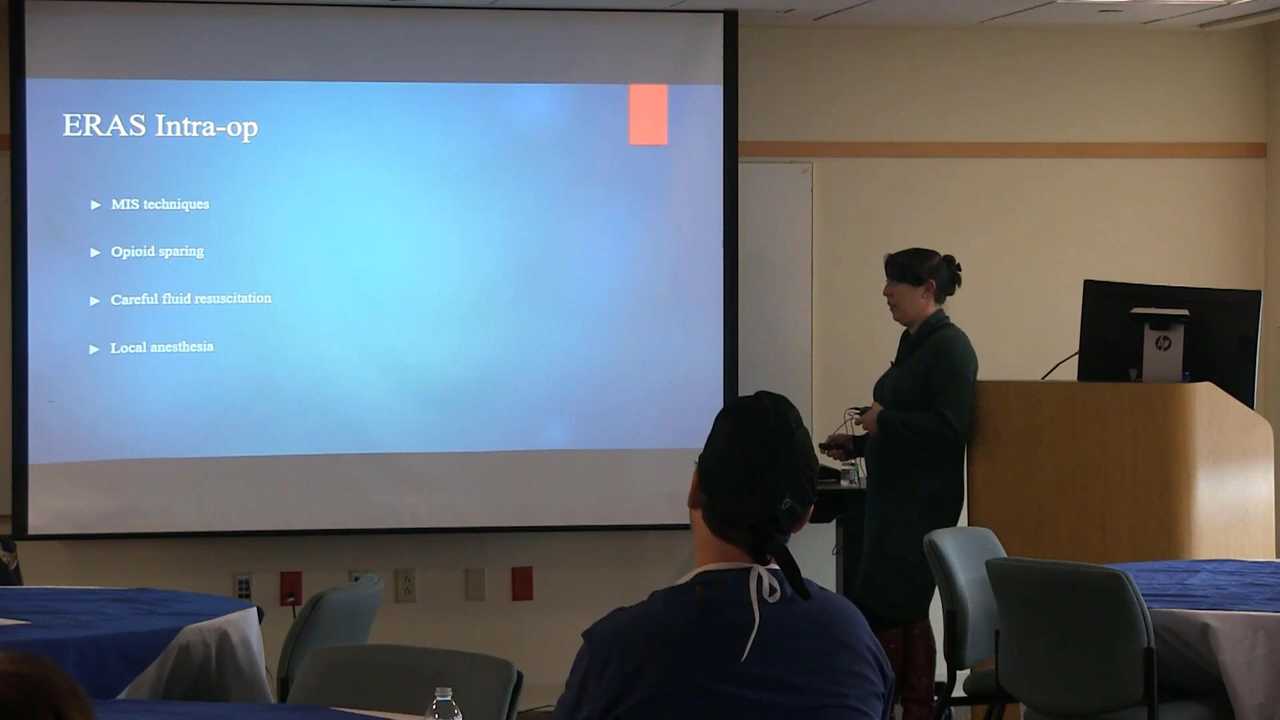 ERAS Intra-op
MIS techniques
Opioid sparing
Careful fluid resuscitation
Local anesthesia
hp